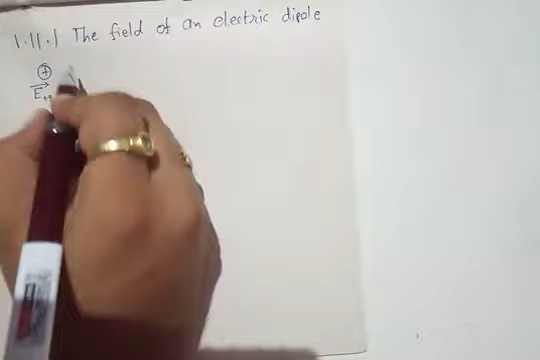 1.11.1 The field of an electric dipole
+
E+q